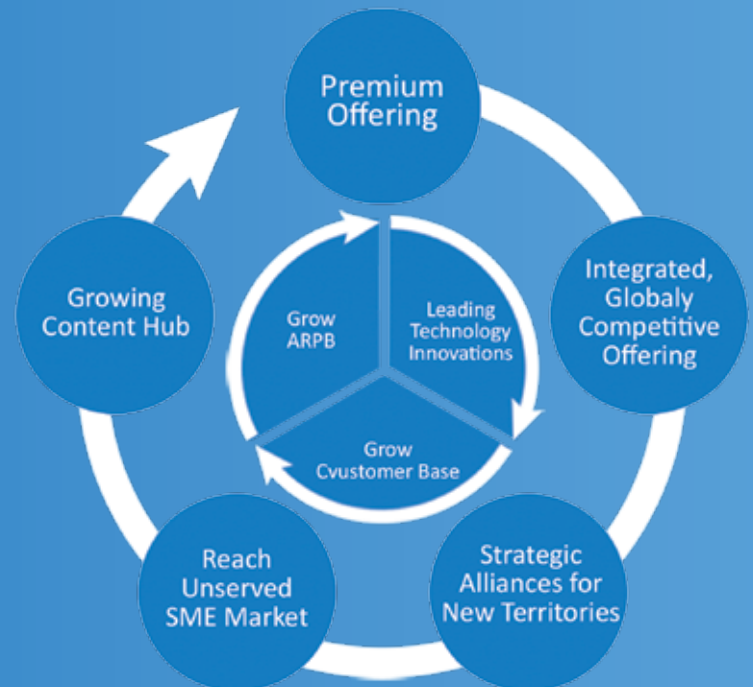 Premium
Offering
Integrated,
Globaly
Competitive
Offering
Strategic
Alliances for
New Territories
Reach
Unserved
SME Market
Growing
Content Hub
Grow
ARPB
Leading
Technology
Innovations
Grow
Cvustomer Base